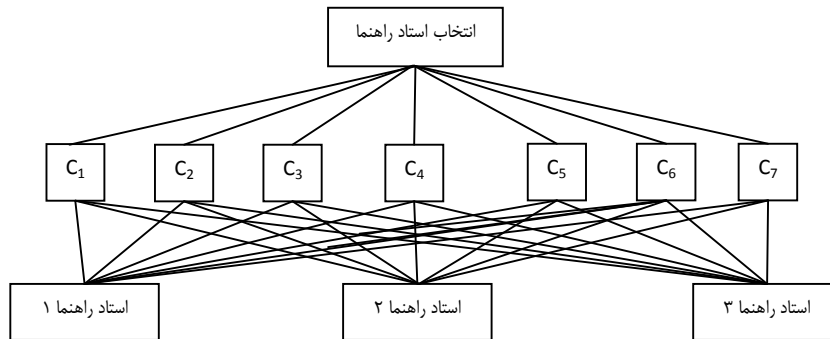 انتخاب استاد راهنما
C₁
C₂
C₃
C₄
C₅
C₆
C₇
استاد راهنما ۱
استاد راهنما ۲
استاد راهنما ۳